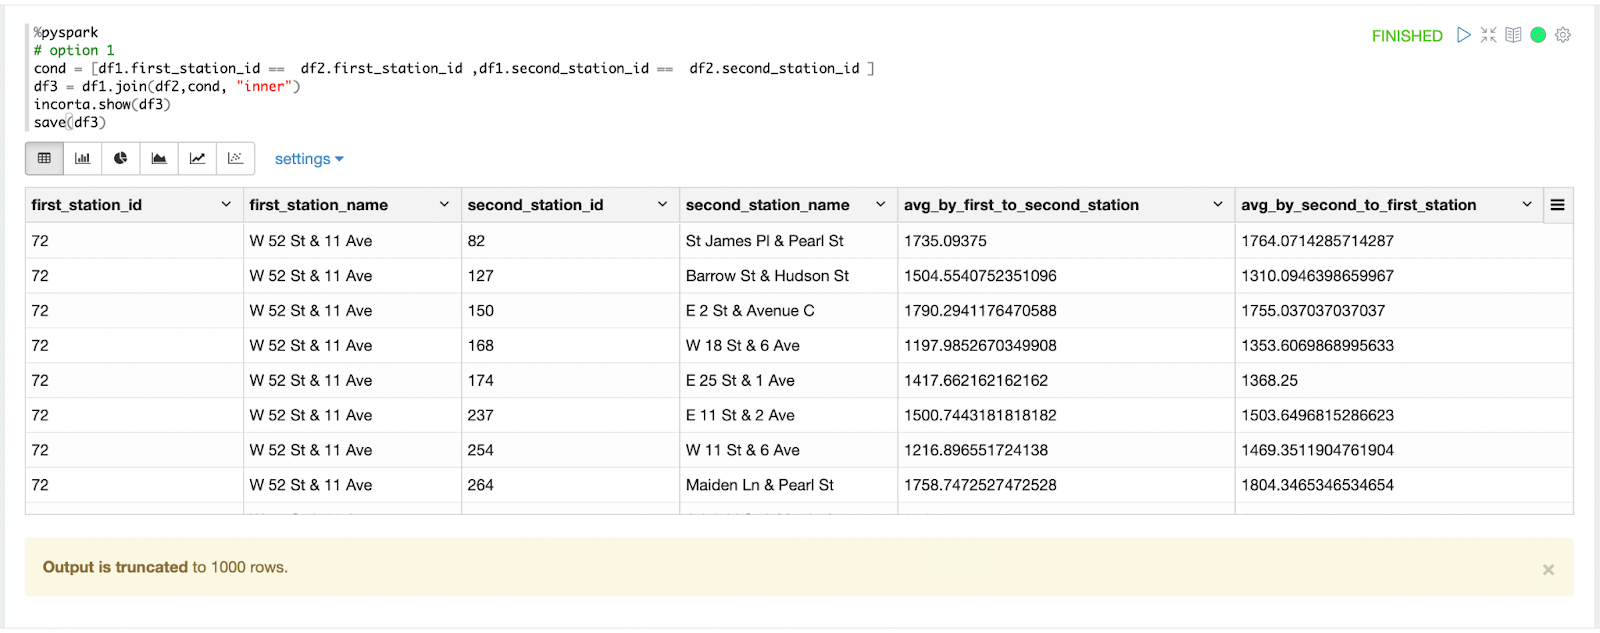 %pyspark
FINISHED
# option 1
cond = [df1.first_station_id == df2.first_station_id ,df1.second_station_id == df2.second_station_id ]
df3 = df1.join(df2,cond, "inner")
incorta.show(df3)
save(df3)
settings
first_station_id first_station_name second_station_id second_station_name avg_by_first_to_second_station avg_by_second_to_first_station
72 W 52 St & 11 Ave 82 St James Pl & Pearl St 1735.09375 1764.0714285714287
72 W 52 St & 11 Ave 127 Barrow St & Hudson St 1504.5540752351096 1310.0946398659967
72 W 52 St & 11 Ave 150 E 2 St & Avenue C 1790.2941176470588 1755.037037037037
72 W 52 St & 11 Ave 168 W 18 St & 6 Ave 1197.9852670349908 1353.6069868995633
72 W 52 St & 11 Ave 174 E 25 St & 1 Ave 1417.662162162162 1368.25
72 W 52 St & 11 Ave 237 E 11 St & 2 Ave 1500.7443181818182 1503.6496815286623
72 W 52 St & 11 Ave 254 W 11 St & 6 Ave 1216.896551724138 1469.3511904761904
72 W 52 St & 11 Ave 264 Maiden Ln & Pearl St 1758.7472527472528 1804.3465346534654
Output is truncated to 1000 rows.